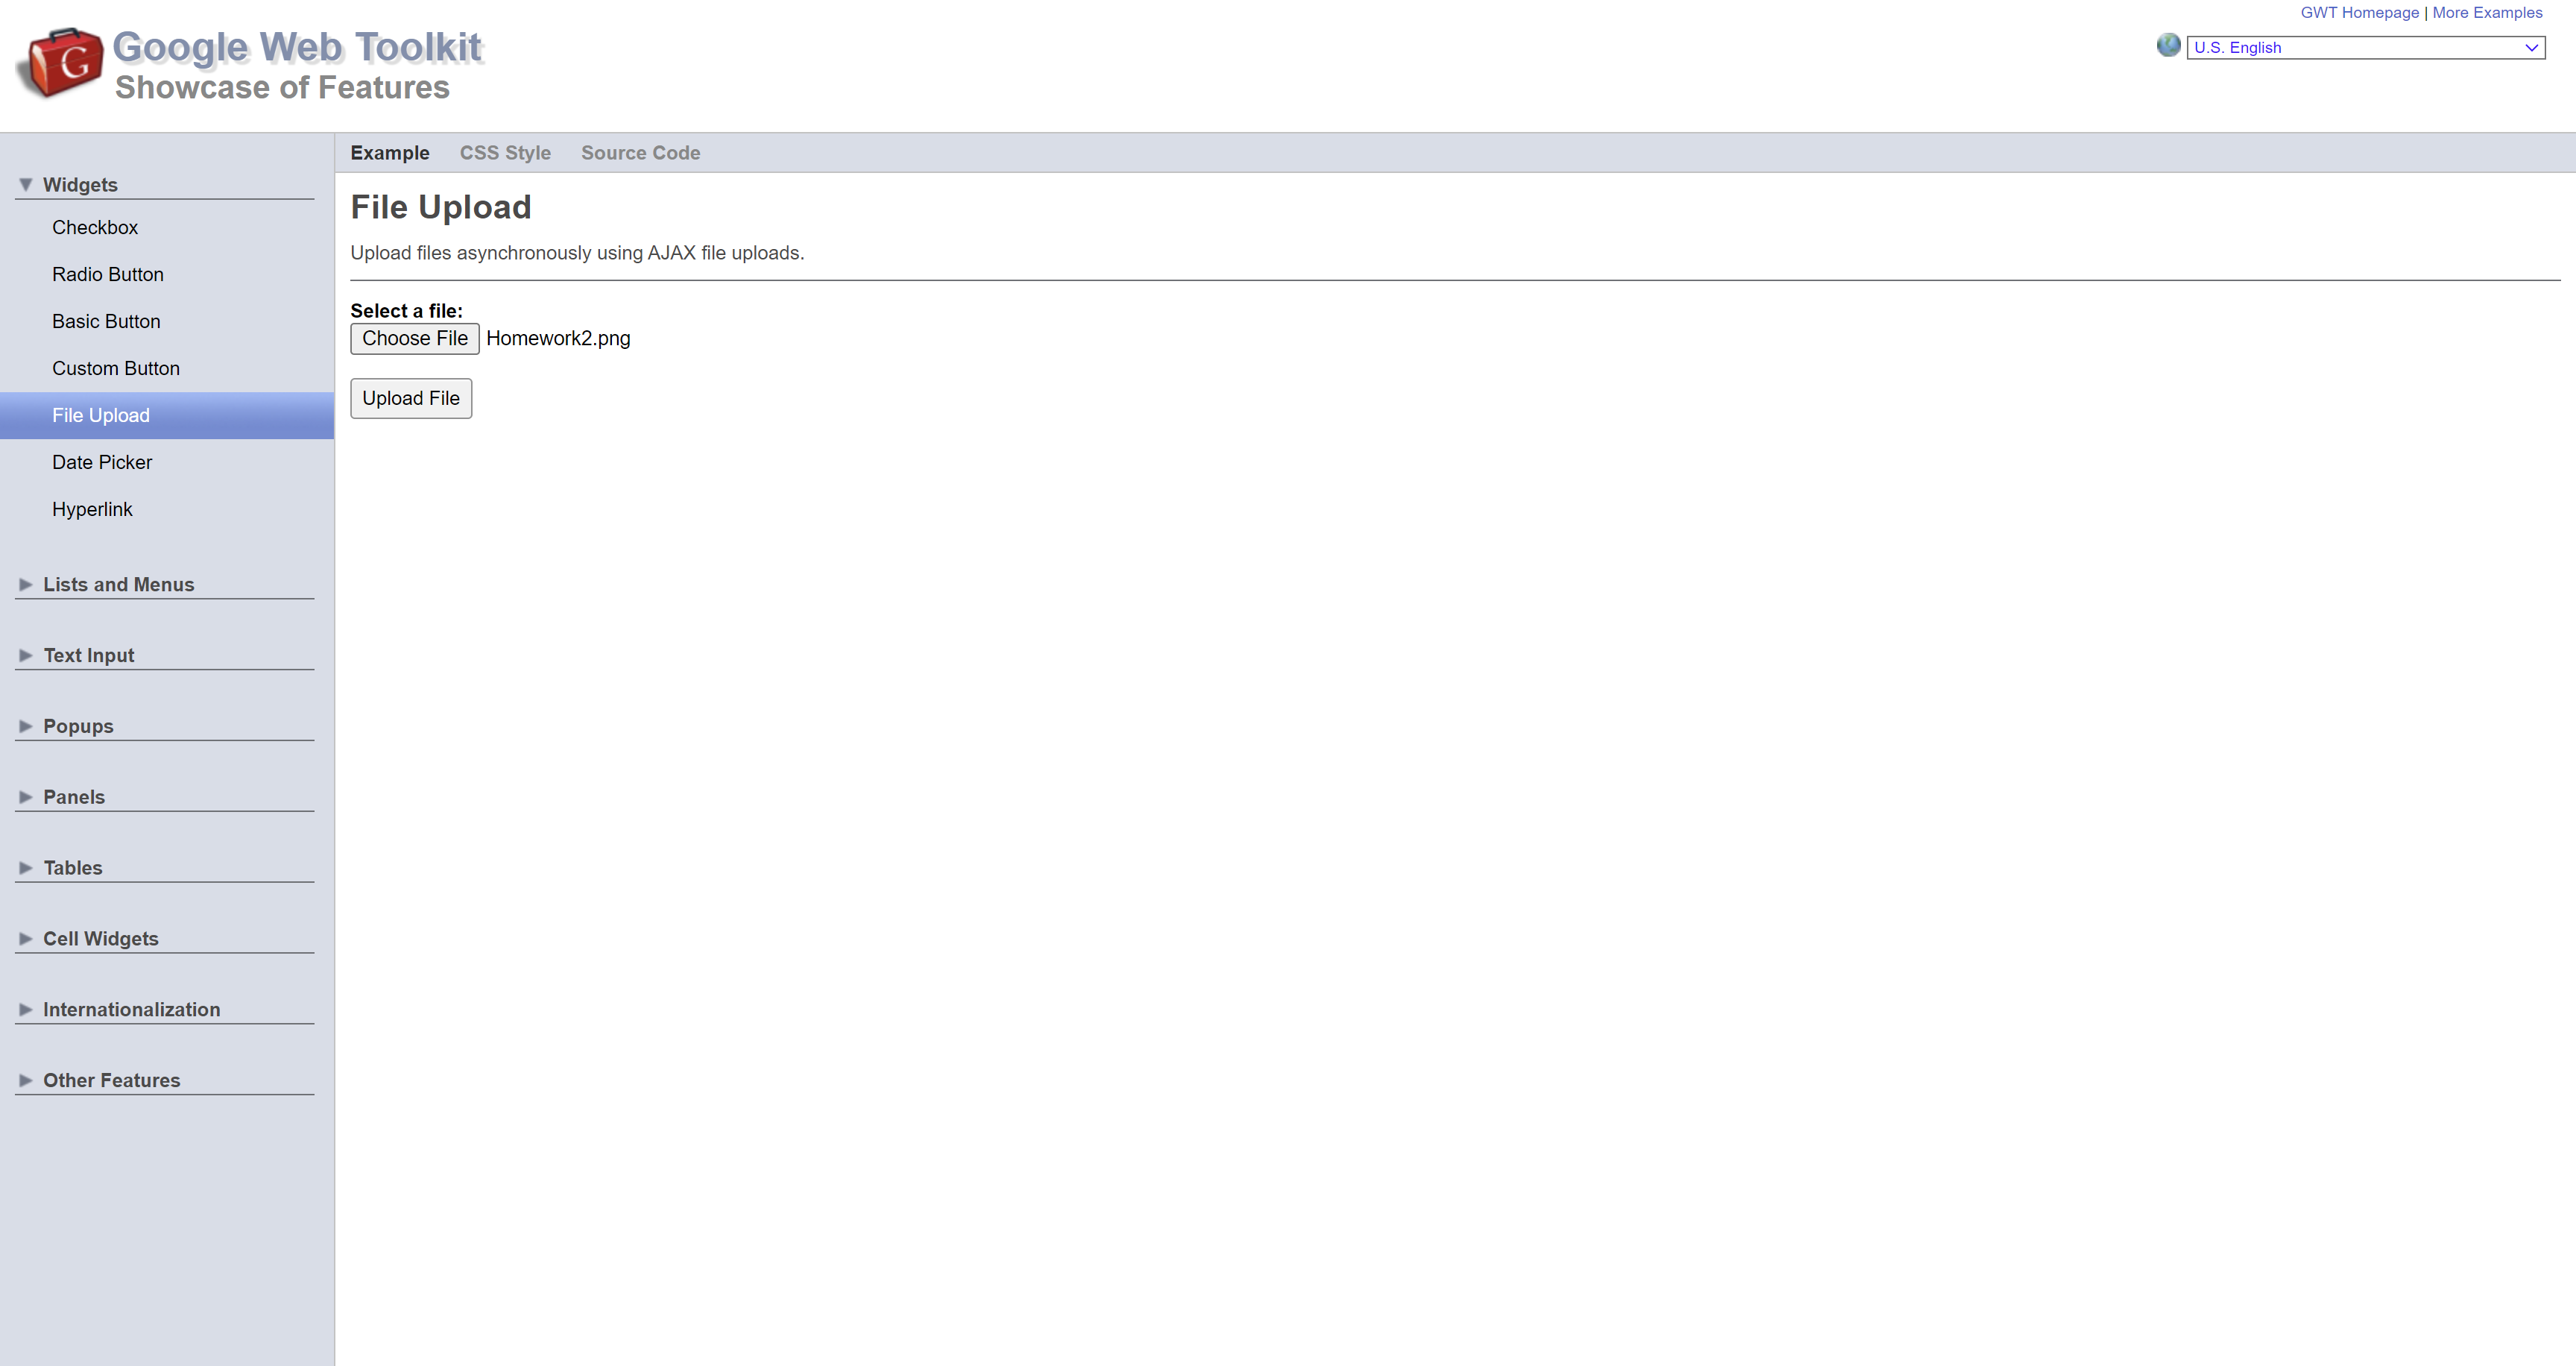 GWT Homepage | More Examples
G
Google Web Toolkit
Showcase of Features
U.S. English
Example CSS Style Source Code
Widgets
Checkbox
Radio Button
Basic Button
Custom Button
File Upload
Date Picker
Hyperlink
Lists and Menus
Text Input
Popups
Panels
Tables
Cell Widgets
Internationalization
Other Features
File Upload
Upload files asynchronously using AJAX file uploads.
Select a file:
Choose File Homework2.png
Upload File